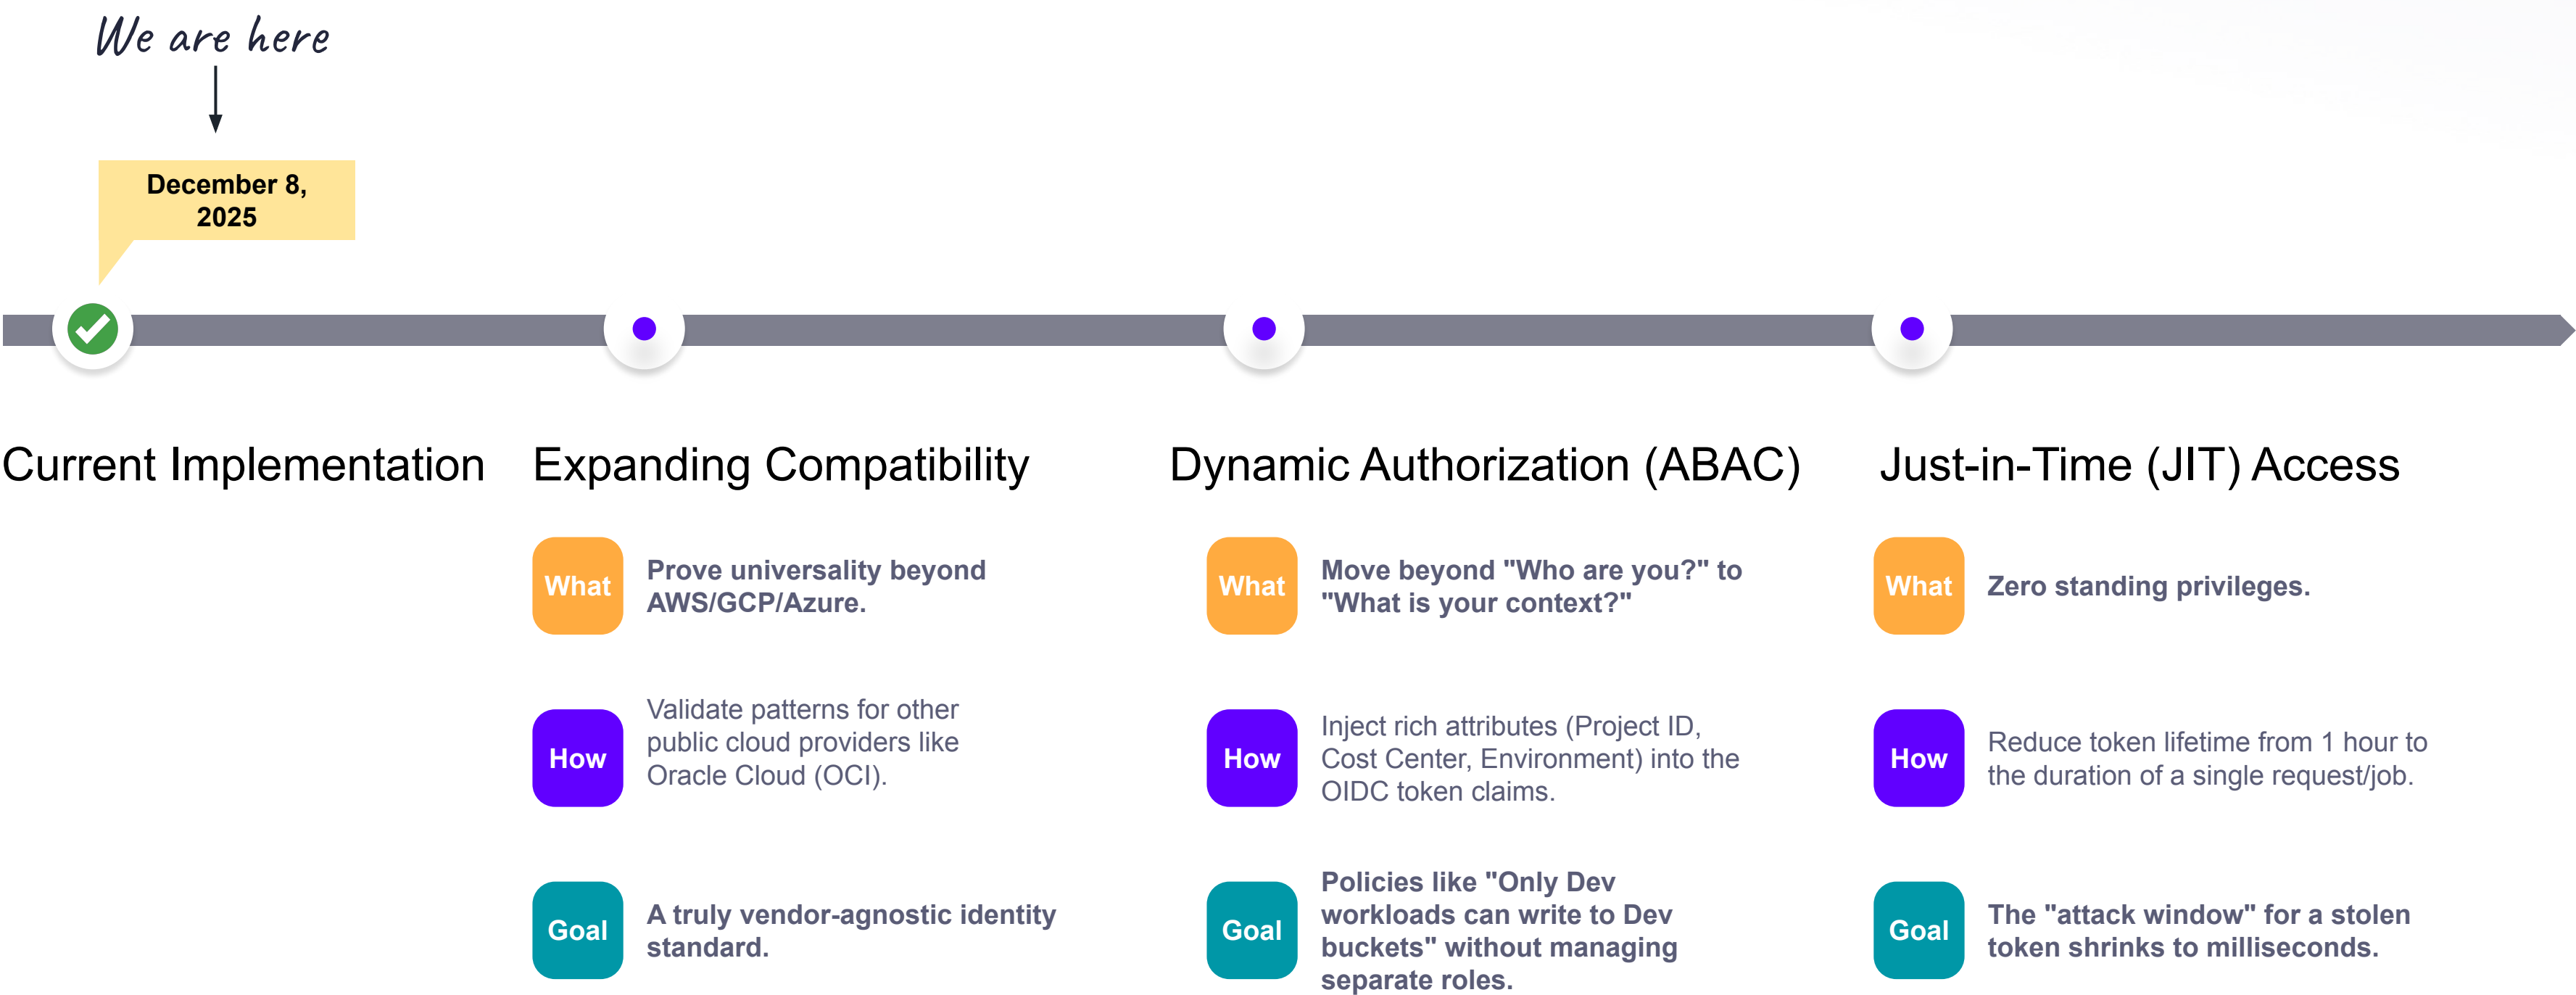 We are here
December 8,
2025
Current Implementation
Expanding Compatibility
What
Prove universality beyond
AWS/GCP/Azure.
How
Validate patterns for other
public cloud providers like
Oracle Cloud (OCI).
Goal
A truly vendor-agnostic identity
standard.
Dynamic Authorization (ABAC)
What
Move beyond "Who are you?" to
"What is your context?"
How
Inject rich attributes (Project ID,
Cost Center, Environment) into the
OIDC token claims.
Goal
Policies like "Only Dev
workloads can write to Dev
buckets" without managing
separate roles.
Just-in-Time (JIT) Access
What
Zero standing privileges.
How
Reduce token lifetime from 1 hour to
the duration of a single request/job.
Goal
The "attack window" for a stolen
token shrinks to milliseconds.